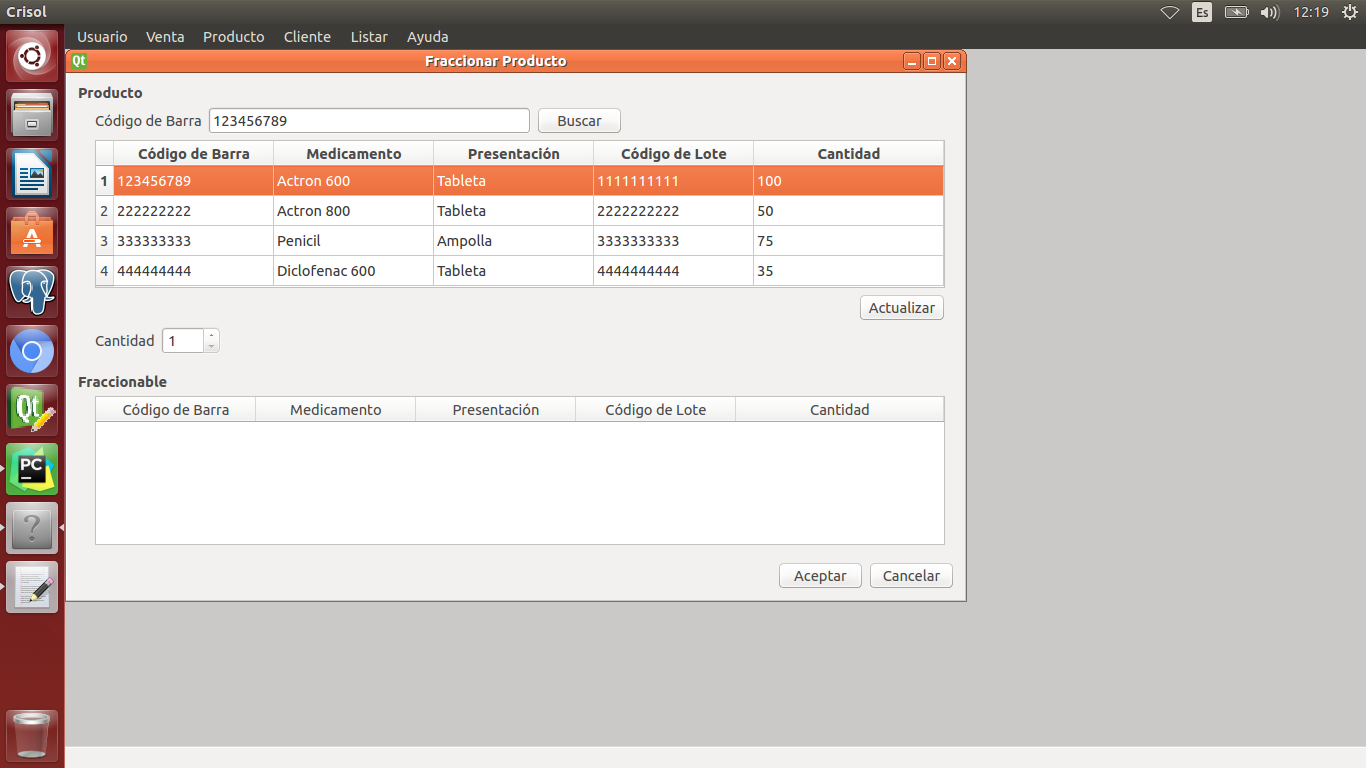 Crisol
Es
12:19
Usuario Venta Producto Cliente Listar Ayuda
Qt Fraccionar Producto
Producto
Código de Barra 123456789 Buscar
Código de Barra Medicamento Presentación Código de Lote Cantidad
1 123456789 Actron 600 Tableta 1111111111 100
2 222222222 Actron 800 Tableta 2222222222 50
3 333333333 Penicil Ampolla 3333333333 75
4 444444444 Diclofenac 600 Tableta 4444444444 35
Actualizar
Cantidad 1
Fraccionable
Código de Barra Medicamento Presentación Código de Lote Cantidad
Aceptar Cancelar
A
Qt
PC
?